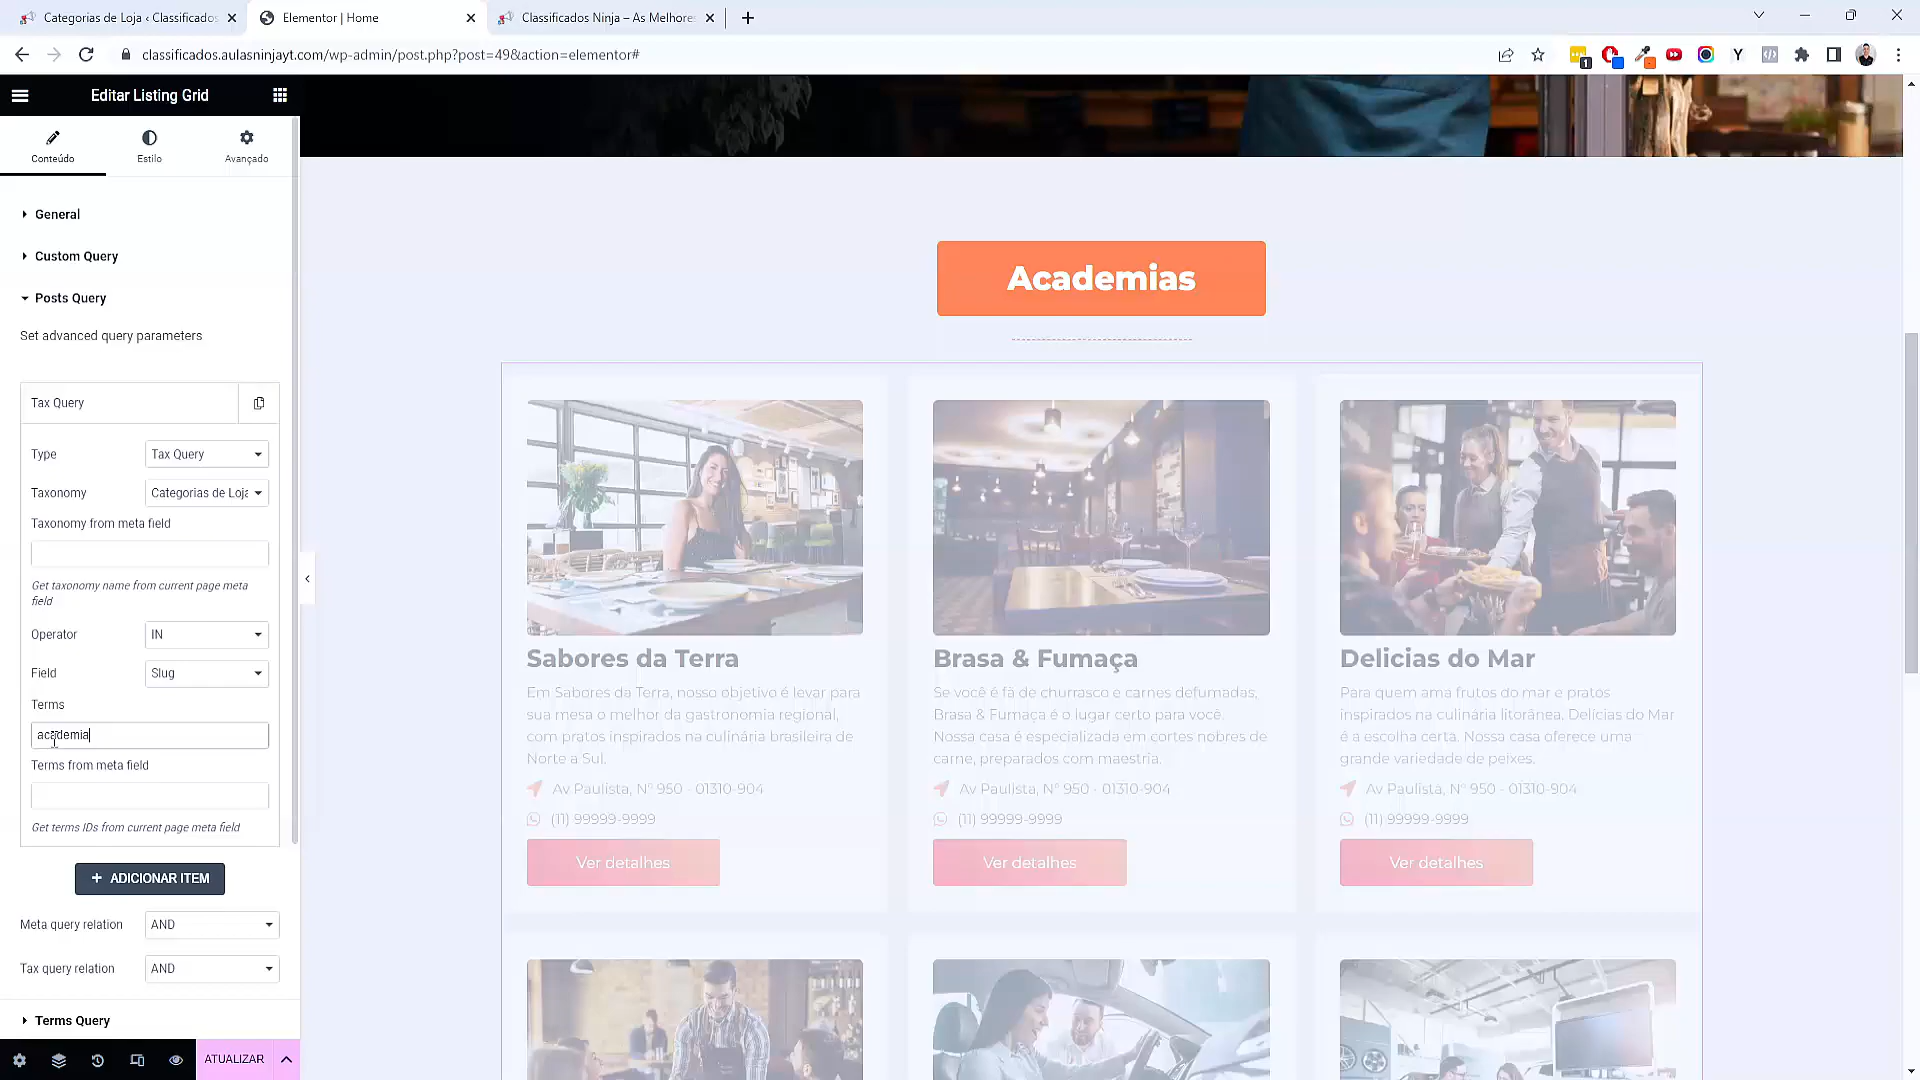 Categorias de Loja ‹ Classificados
Elementor | Home
Classificados Ninja – As Melhores
classificados.aulasninjayt.com/wp-admin/post.php?post=49&action=elementor#
1
Y
Editar Listing Grid
Conteúdo
Estilo
Avançado
General
Custom Query
Posts Query
Set advanced query parameters
Tax Query
Type
Tax Query
Taxonomy
Categorias de Loja
Taxonomy from meta field
Get taxonomy name from current page meta
field
Operator
IN
Field
Slug
Terms
academia
Terms from meta field
Get terms IDs from current page meta field
+ ADICIONAR ITEM
Meta query relation
AND
Tax query relation
AND
Terms Query
ATUALIZAR
Academias
Sabores da Terra
Em Sabores da Terra, nosso objetivo é levar para
sua mesa o melhor da gastronomia regional,
com pratos inspirados na culinária brasileira de
Norte a Sul.
Av Paulista, N° 950 - 01310-904
(11) 99999-9999
Ver detalhes
Brasa & Fumaça
Se você é fã de churrasco e carnes defumadas,
Brasa & Fumaça é o lugar certo para você.
Nossa casa é especializada em cortes nobres de
carne, preparados com maestria.
Av Paulista, N° 950 - 01310-904
(11) 99999-9999
Ver detalhes
Delicias do Mar
Para quem ama frutos do mar e pratos
inspirados na culinária litorânea. Delícias do Mar
é a escolha certa. Nossa casa oferece uma
grande variedade de peixes.
Av Paulista, N° 950 - 01310-904
(11) 99999-9999
Ver detalhes